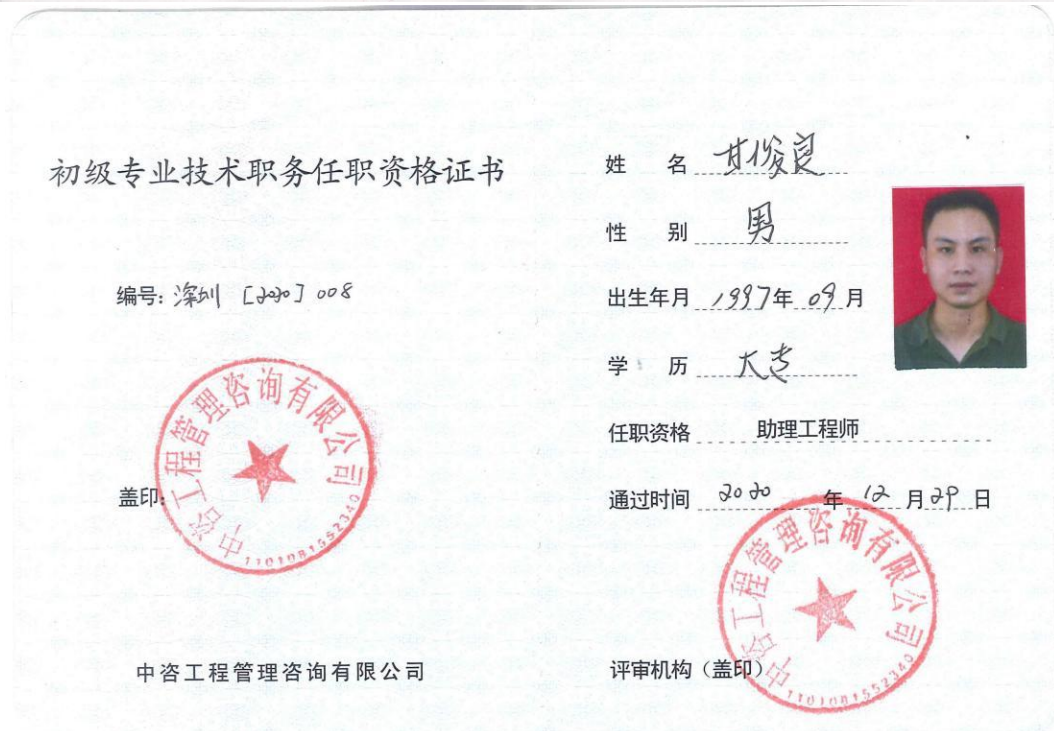 初级专业技术职务任职资格证书
编号: 深圳 [2020] 008
中咨工程管理咨询有限公司
1101081552340
盖印:
中咨工程管理咨询有限公司
姓 名 甘俊良
性 别 男
出生年月 1997年 09月
学 历 大专
任职资格 助理工程师
通过时间 2020 年 12 月 29 日
中咨工程管理咨询有限公司
1101081552340
评审机构（盖印）